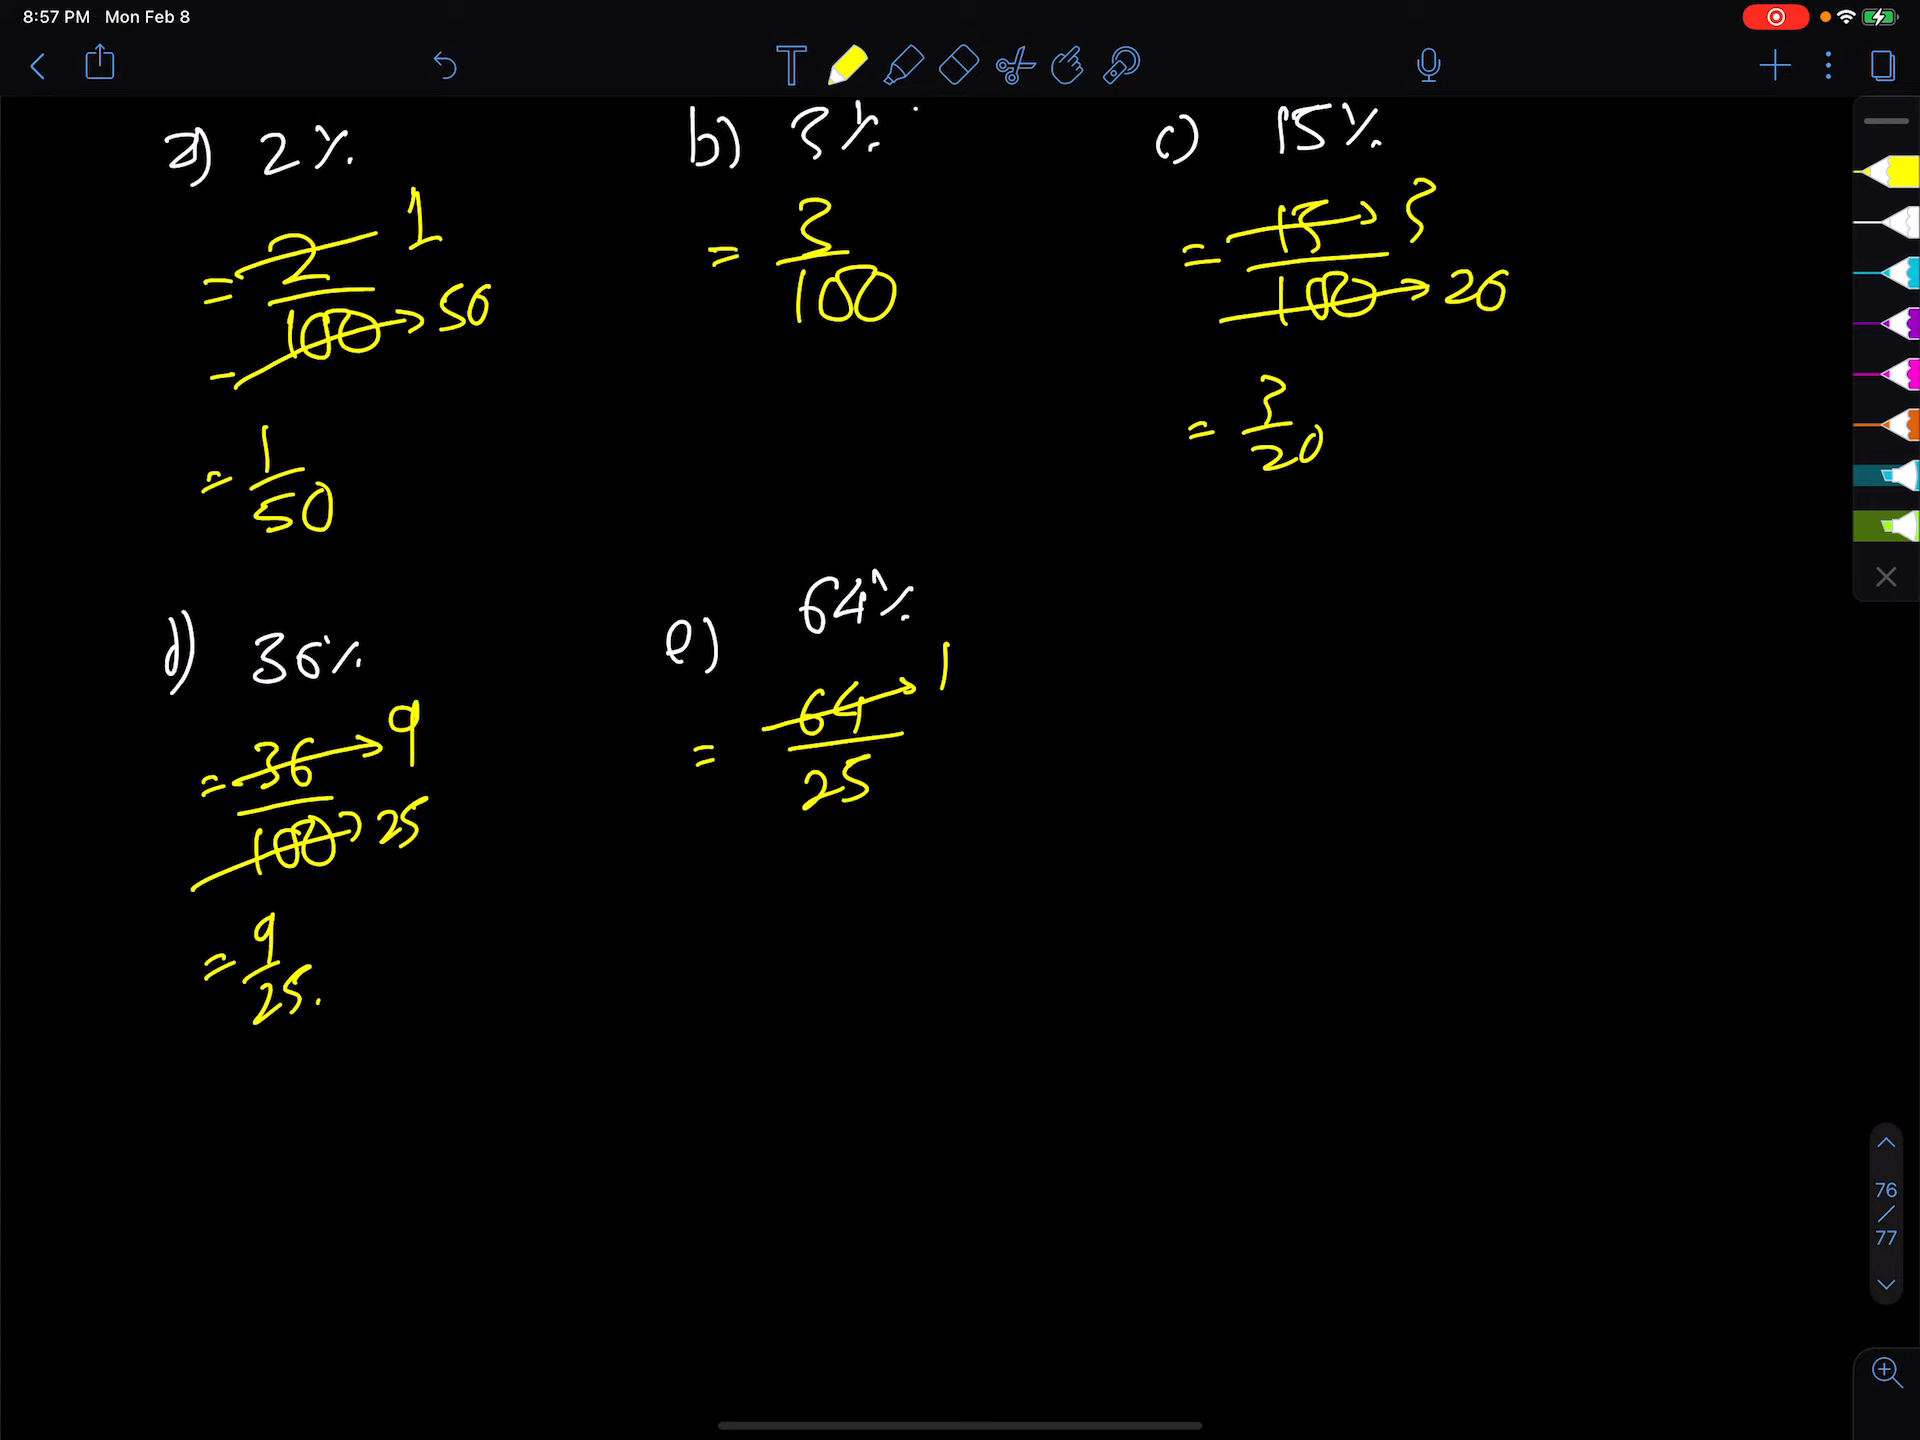 8:57 PM Mon Feb 8
a) 2%
= 2/100 1 → 50
= 1/50
b) 3%
= 3/100
c) 15%
= 15/100 → 3 → 20
= 3/20
d) 36%
= 36/100 → 9 → 25
= 9/25.
e) 64%
= 64/25 → 1
76
/
77